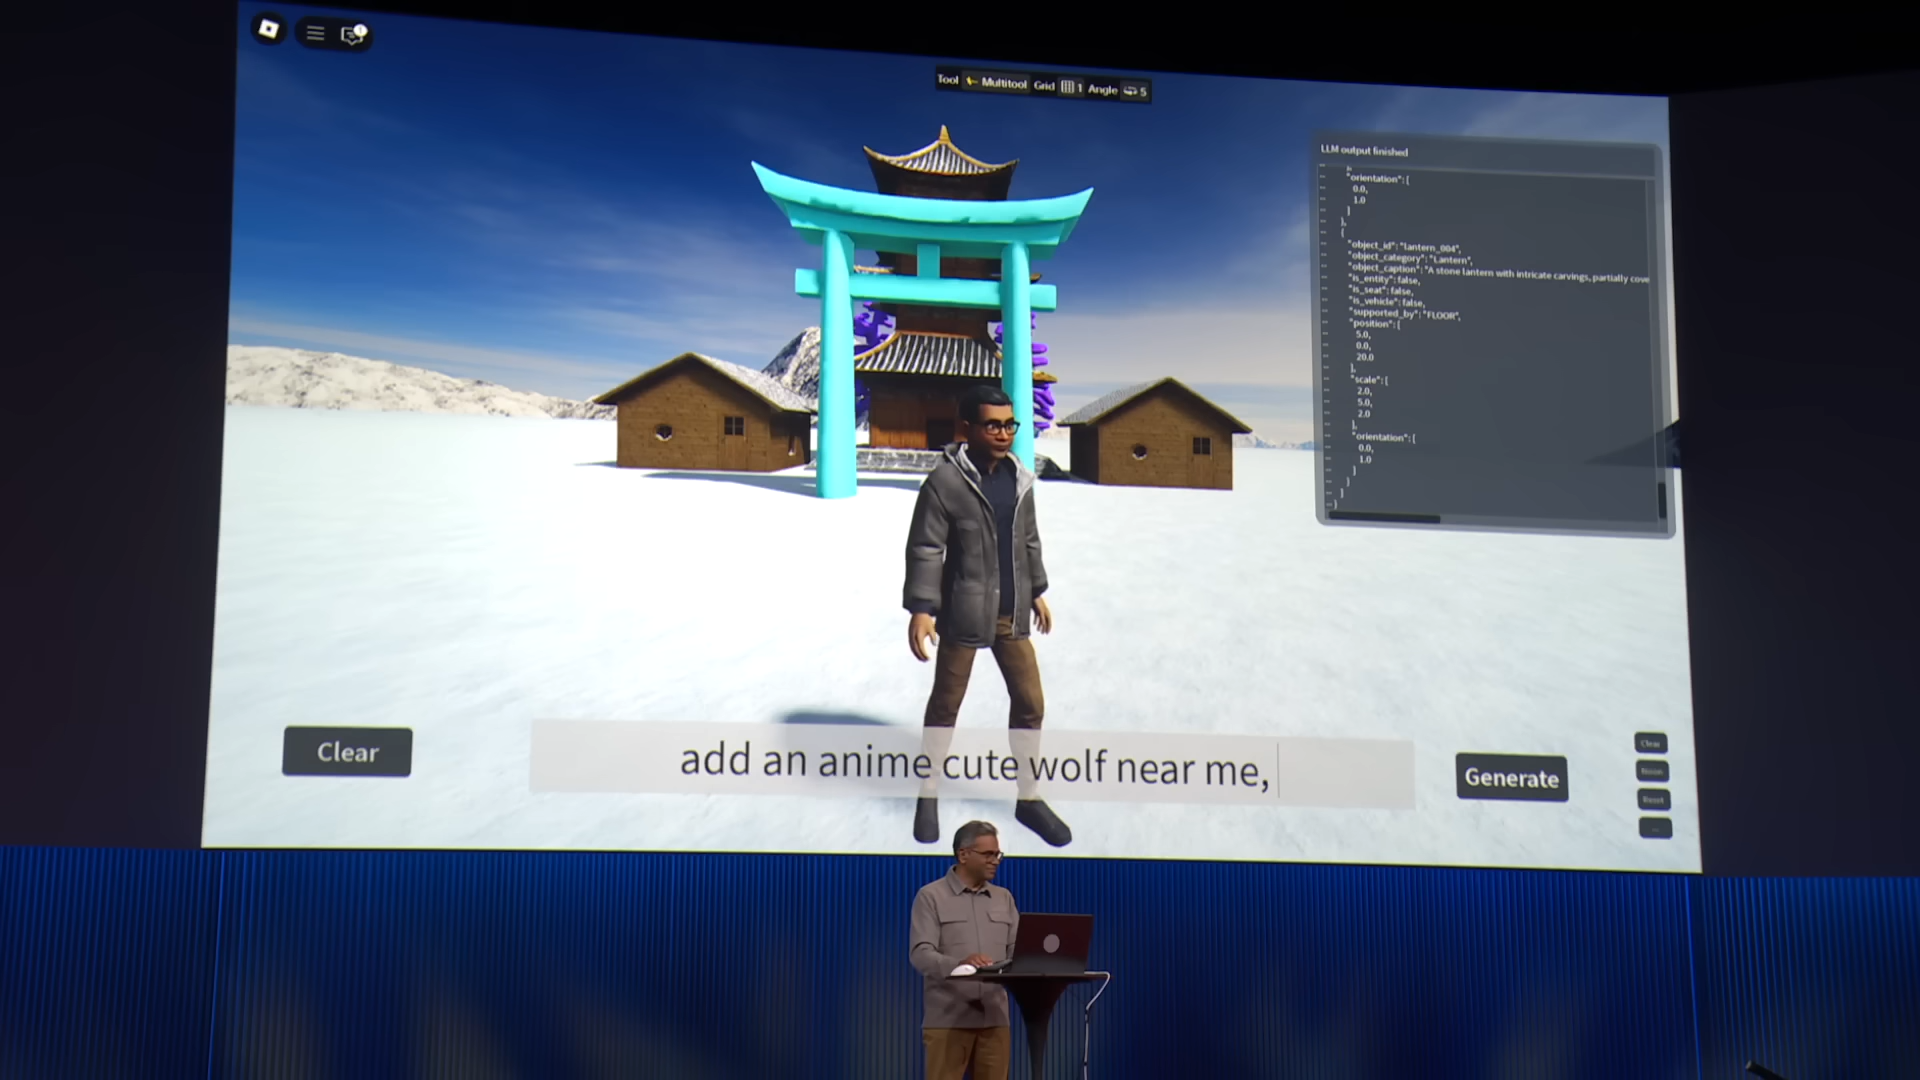 Tool Multitool Grid 1 Angle 5
LLM output finished
"orientation": [
0.0,
1.0
]
},
{
"object_id": "lantern_004",
"object_category": "Lantern",
"object_caption": "A stone lantern with intricate carvings, partially cove
"is_entity": false,
"is_seat": false,
"is_vehicle": false,
"supported_by": "FLOOR",
"position": [
5.0,
0.0,
20.0
],
"scale": [
2.0,
5.0,
2.0
],
"orientation": [
0.0,
1.0
]
}
]
}
Clear
add an anime cute wolf near me,
Generate
Clear
Reset